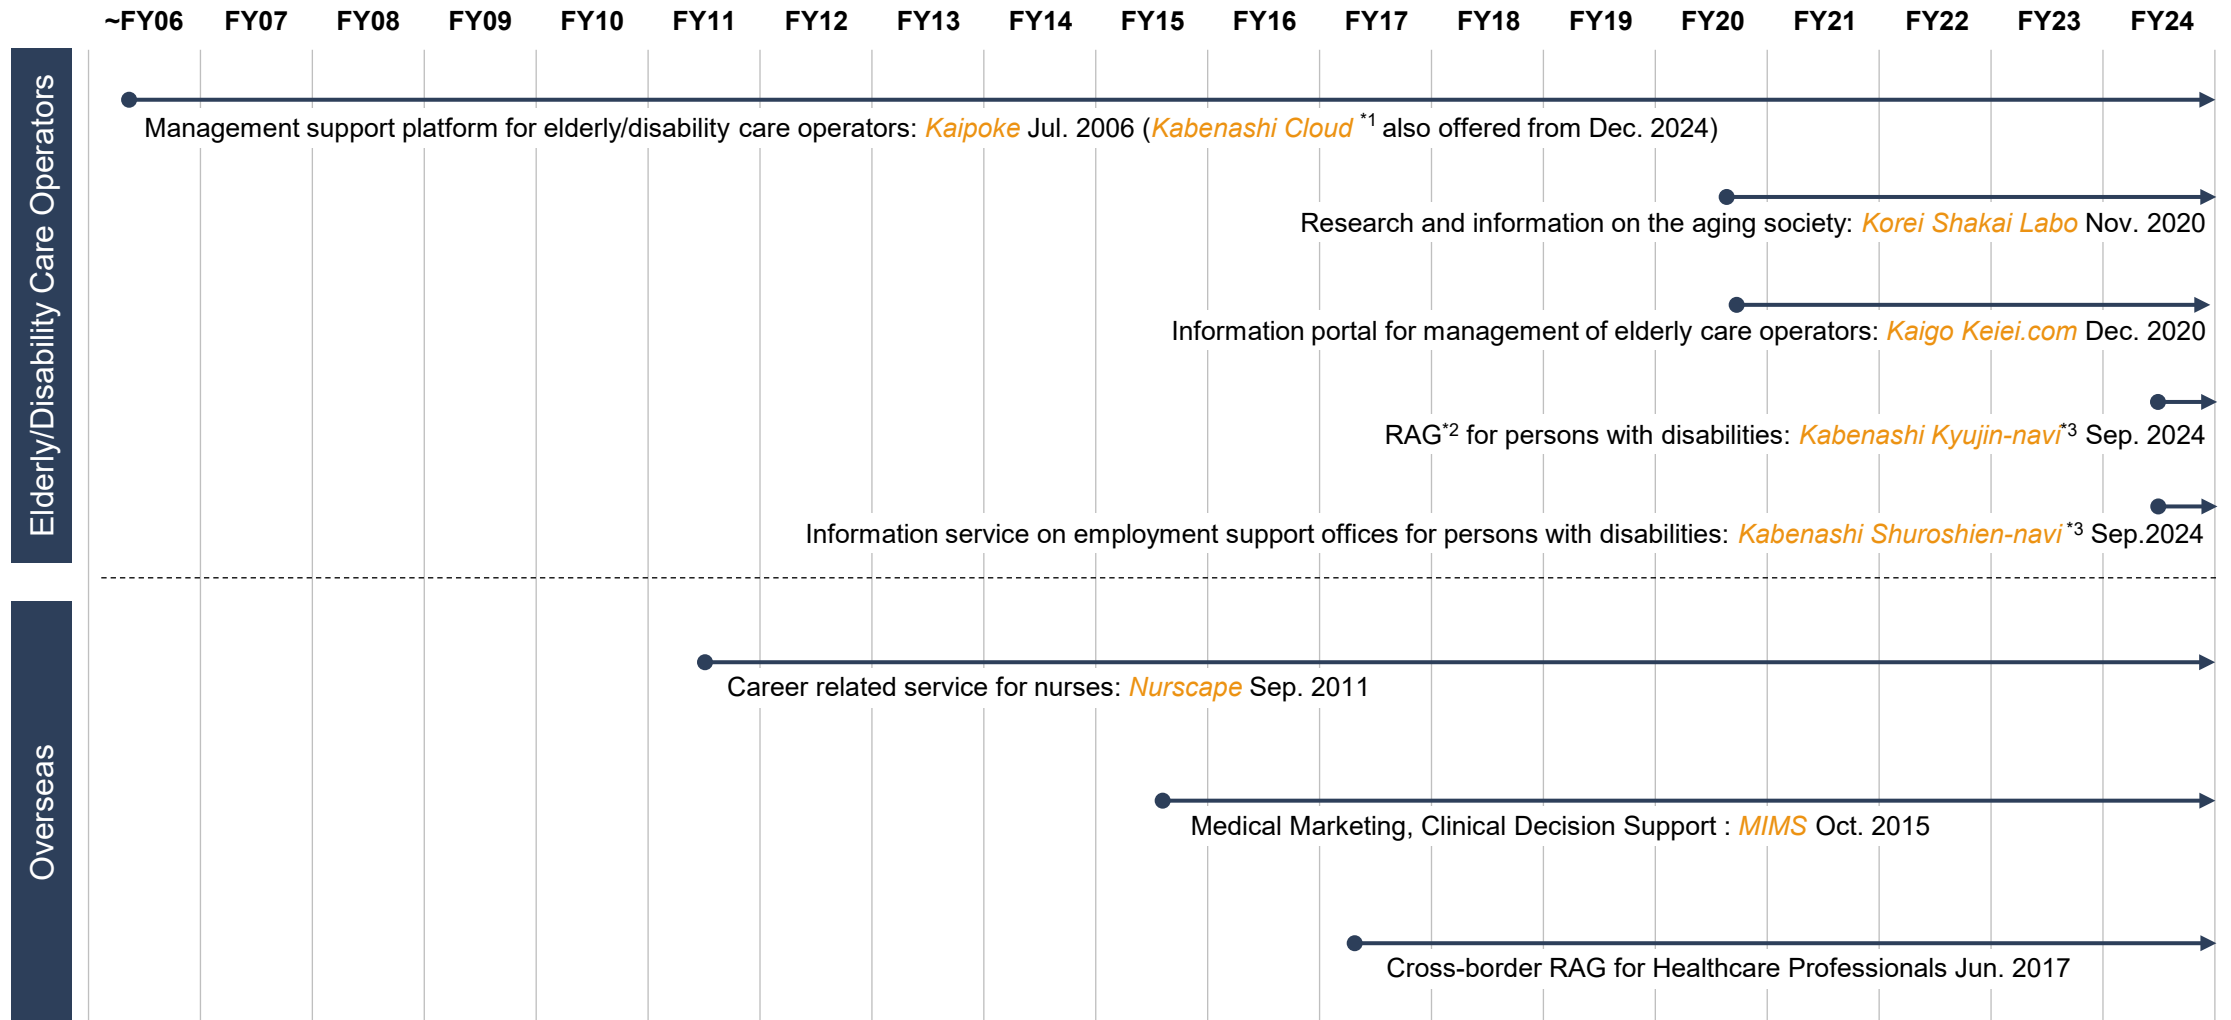 ~FY06 FY07 FY08 FY09 FY10 FY11 FY12 FY13 FY14 FY15 FY16 FY17 FY18 FY19 FY20 FY21 FY22 FY23 FY24
Elderly/Disability Care Operators
Management support platform for elderly/disability care operators: Kaipoke Jul. 2006 (Kabenashi Cloud *1 also offered from Dec. 2024)
Research and information on the aging society: Korei Shakai Labo Nov. 2020
Information portal for management of elderly care operators: Kaigo Keiei.com Dec. 2020
RAG*2 for persons with disabilities: Kabenashi Kyujin-navi*3 Sep. 2024
Information service on employment support offices for persons with disabilities: Kabenashi Shuroshien-navi *3 Sep.2024
Overseas
Career related service for nurses: Nurscape Sep. 2011
Medical Marketing, Clinical Decision Support : MIMS Oct. 2015
Cross-border RAG for Healthcare Professionals Jun. 2017